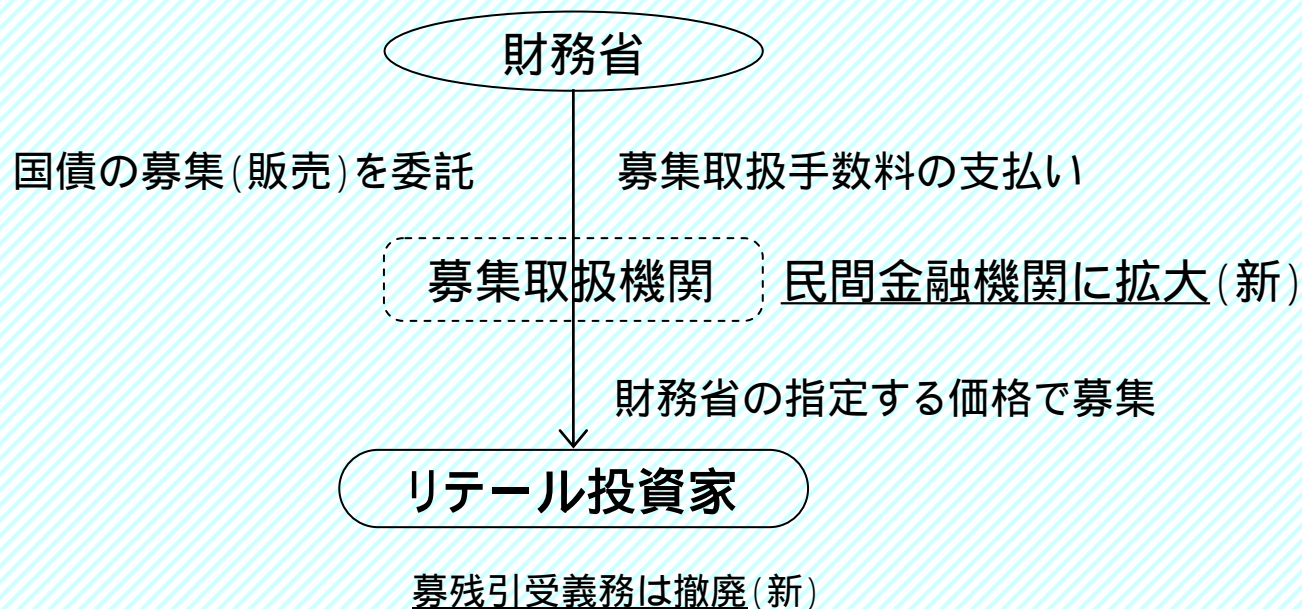 財務省
国債の募集(販売)を委託
募集取扱手数料の支払い
募集取扱機関
民間金融機関に拡大(新)
財務省の指定する価格で募集
リテール投資家
募残引受義務は撤廃(新)